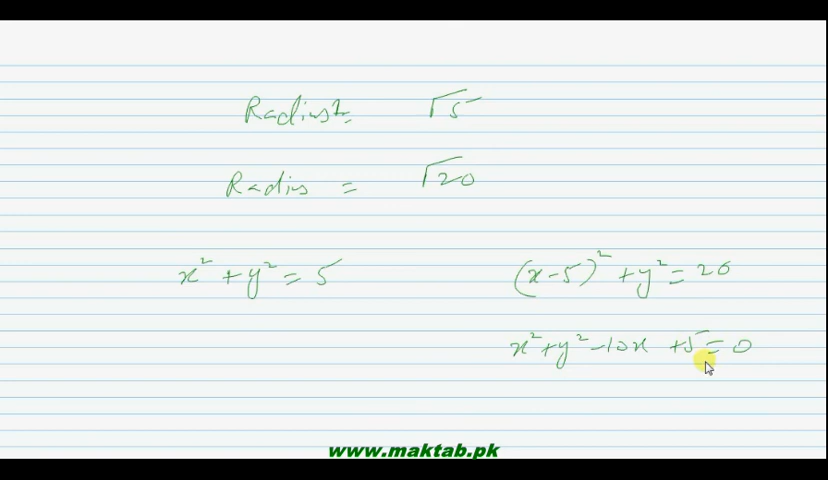 Radius = √5
Radius = √20
x² + y² = 5
(x-5)² + y² = 20
x² + y² - 10x + 5 = 0
www.maktab.pk